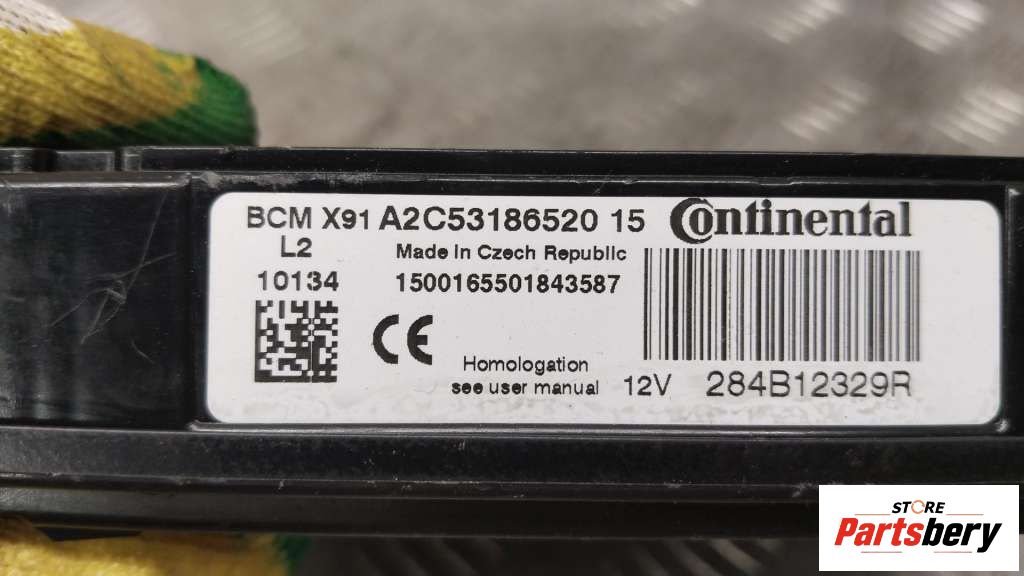 BCM X91 A2C53186520 15 Continental
L2 Made in Czech Republic
10134 1500165501843587
CE
Homologation
see user manual 12V 284B12329R
STORE
Partsbery